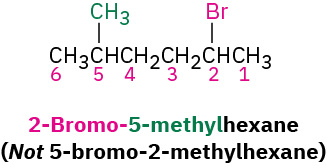 CH₃ Br
CH₃CHCH₂CH₂CHCH₃
6 5 4 3 2 1
2-Bromo-5-methylhexane
(Not 5-bromo-2-methylhexane)